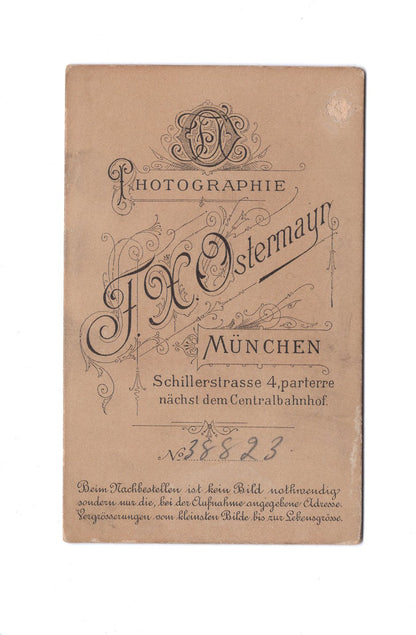 PHOTOGRAPHIE
F. X. Ostermayr
MÜNCHEN
Schillerstrasse 4, parterre
nächst dem Centralbahnhof.
No. 38823
Beim Nachbestellen ist kein Bild nothwendig
sondern nur die, bei der Aufnahme angegebene Adresse.
Vergrösserungen vom kleinsten Bilde bis zur Lebensgrösse.